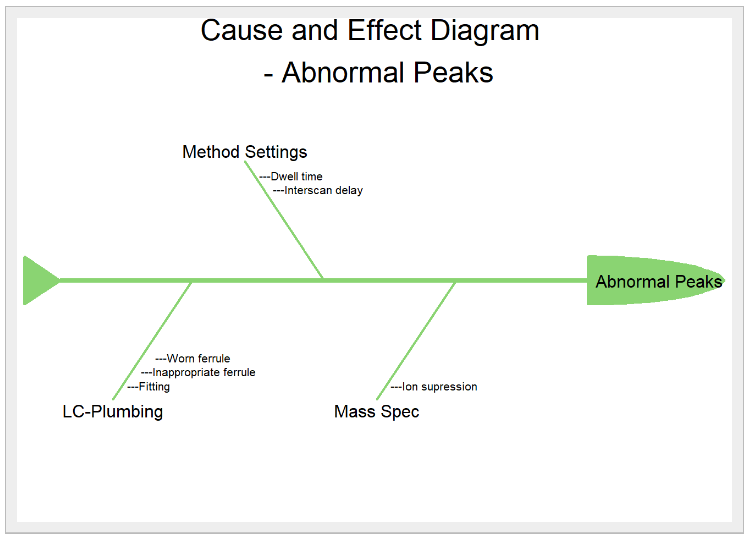 Cause and Effect Diagram
- Abnormal Peaks
Method Settings
---Dwell time
---Interscan delay
Abnormal Peaks
---Worn ferrule
---Inappropriate ferrule
---Fitting
LC-Plumbing
---Ion supression
Mass Spec